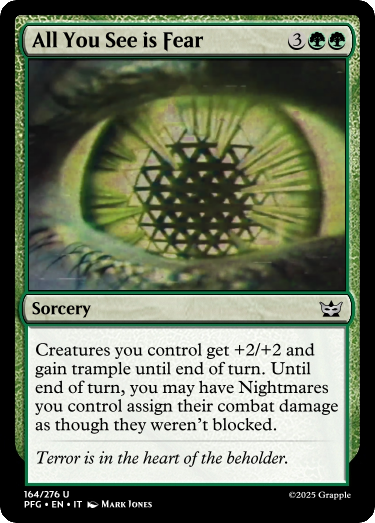 All You See is Fear 3
Sorcery
Creatures you control get +2/+2 and
gain trample until end of turn. Until
end of turn, you may have Nightmares
you control assign their combat damage
as though they weren't blocked.
Terror is in the heart of the beholder.
164/276 U
PFG • EN • IT Mark Jones
©2025 Grapple